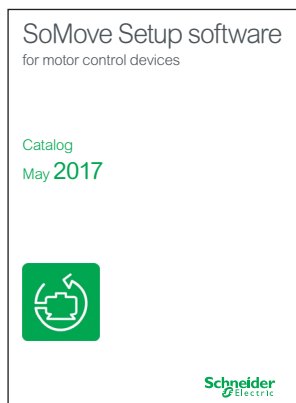 SoMove Setup software
for motor control devices
Catalog
May 2017
Schneider
Electric